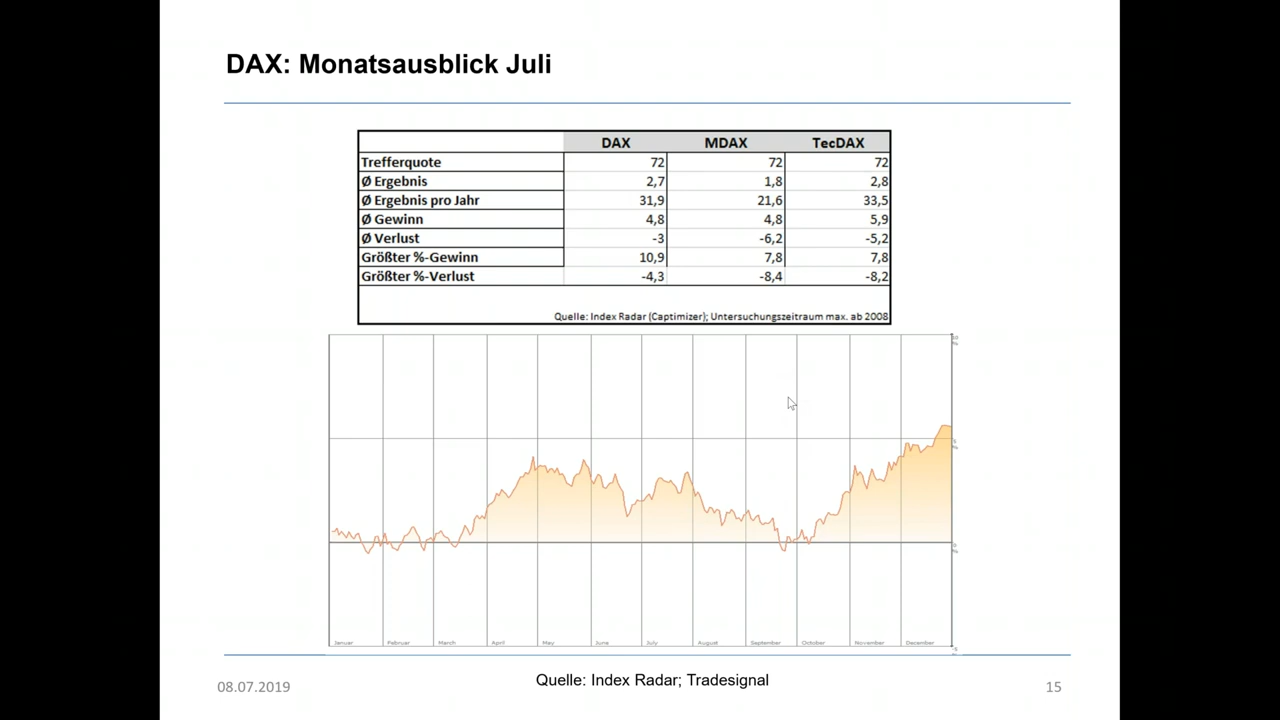 DAX: Monatsausblick Juli
DAX MDAX TecDAX
Trefferquote 72 72 72
Ø Ergebnis 2,7 1,8 2,8
Ø Ergebnis pro Jahr 31,9 21,6 33,5
Ø Gewinn 4,8 4,8 5,9
Ø Verlust -3 -6,2 -5,2
Größter %-Gewinn 10,9 7,8 7,8
Größter %-Verlust -4,3 -8,4 -8,2
Quelle: Index Radar (Captimizer); Untersuchungszeitraum max. ab 2008
10
%
5
%
0
%
-5
Januar Februar March April May June July August September October November December
Quelle: Index Radar; Tradesignal
08.07.2019 15